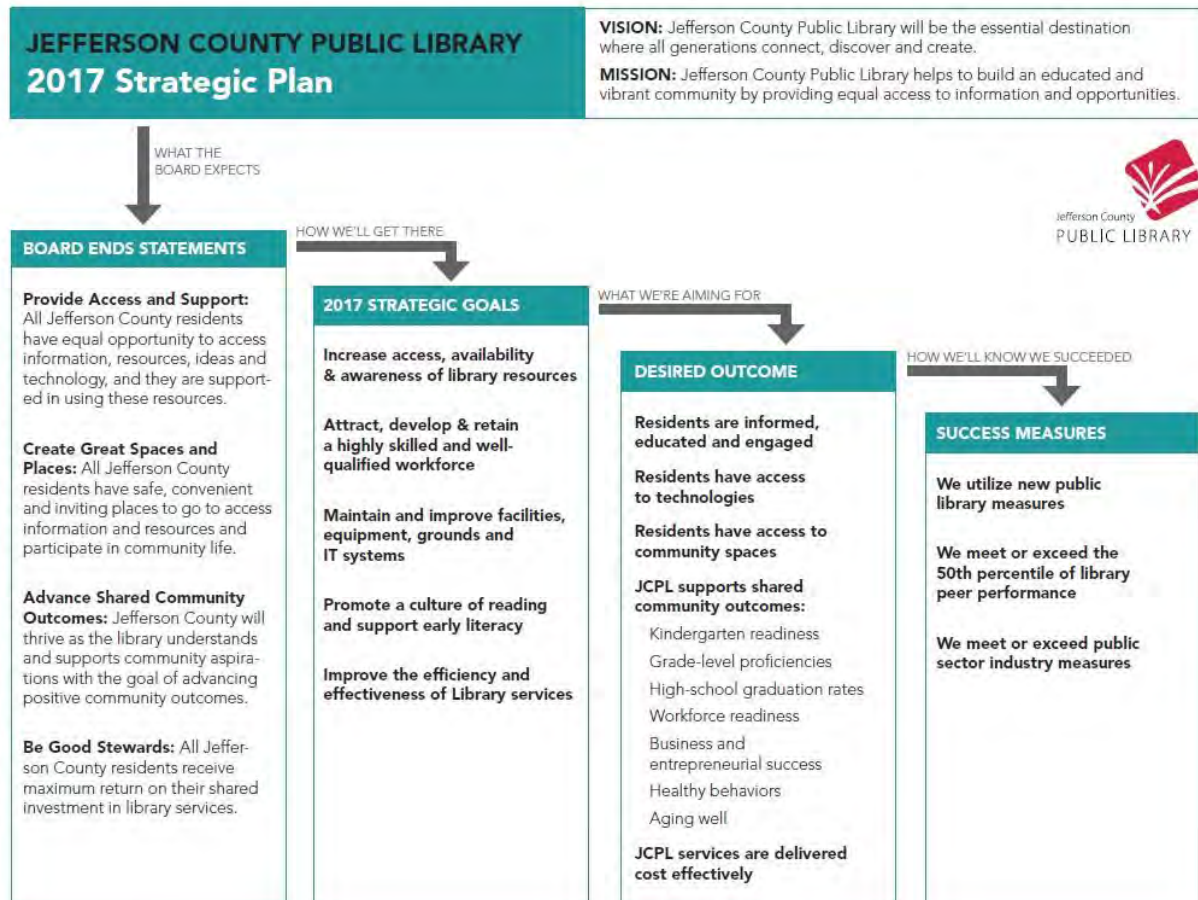 JEFFERSON COUNTY PUBLIC LIBRARY
2017 Strategic Plan
VISION: Jefferson County Public Library will be the essential destination
where all generations connect, discover and create.
MISSION: Jefferson County Public Library helps to build an educated and
vibrant community by providing equal access to information and opportunities.
WHAT THE
BOARD EXPECTS
Jefferson County
PUBLIC LIBRARY
BOARD ENDS STATEMENTS
Provide Access and Support:
All Jefferson County residents
have equal opportunity to access
information, resources, ideas and
technology, and they are support-
ed in using these resources.
Create Great Spaces and
Places: All Jefferson County
residents have safe, convenient
and inviting places to go to access
information and resources and
participate in community life.
Advance Shared Community
Outcomes: Jefferson County will
thrive as the library understands
and supports community aspira-
tions with the goal of advancing
positive community outcomes.
Be Good Stewards: All Jeffer-
son County residents receive
maximum return on their shared
investment in library services.
HOW WE'LL GET THERE
2017 STRATEGIC GOALS
Increase access, availability
& awareness of library resources
Attract, develop & retain
a highly skilled and well-
qualified workforce
Maintain and improve facilities,
equipment, grounds and
IT systems
Promote a culture of reading
and support early literacy
Improve the efficiency and
effectiveness of Library services
WHAT WE'RE AIMING FOR
DESIRED OUTCOME
Residents are informed,
educated and engaged
Residents have access
to technologies
Residents have access to
community spaces
JCPL supports shared
community outcomes:
Kindergarten readiness
Grade-level proficiencies
High-school graduation rates
Workforce readiness
Business and
entrepreneurial success
Healthy behaviors
Aging well
JCPL services are delivered
cost effectively
HOW WE'LL KNOW WE SUCCEEDED
SUCCESS MEASURES
We utilize new public
library measures
We meet or exceed the
50th percentile of library
peer performance
We meet or exceed public
sector industry measures